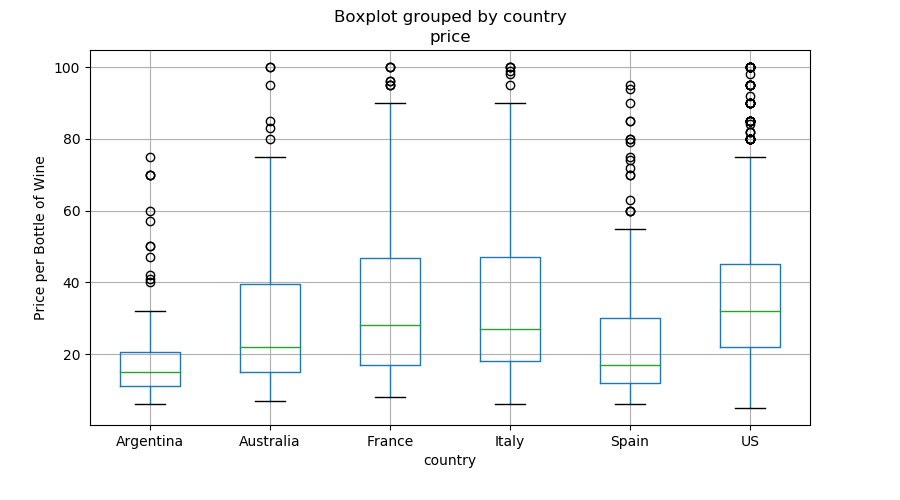 Boxplot grouped by country
price
Price per Bottle of Wine
100
80
60
40
20
Argentina Australia France Italy Spain US
country